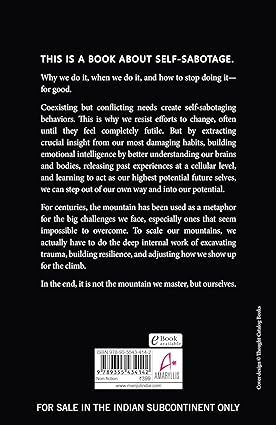 THIS IS A BOOK ABOUT SELF-SABOTAGE.
Why we do it, when we do it, and how to stop doing it—
for good.
Coexisting but conflicting needs create self-sabotaging
behaviors. This is why we resist efforts to change, often
until they feel completely futile. But by extracting
crucial insight from our most damaging habits, building
emotional intelligence by better understanding our brains
and bodies, releasing past experiences at a cellular level,
and learning to act as our highest potential future selves,
we can step out of our own way and into our potential.
For centuries, the mountain has been used as a metaphor
for the big challenges we face, especially ones that seem
impossible to overcome. To scale our mountains, we
actually have to do the deep internal work of excavating
trauma, building resilience, and adjusting how we show up
for the climb.
In the end, it is not the mountain we master, but ourselves.
eBook
available
ISBN 978-93-5543-414-2
9 789355 434142
Non-fiction
₹399
A
AMARYLLIS
www.manjulindia.com
Cover design © Thought Catalog Books
FOR SALE IN THE INDIAN SUBCONTINENT ONLY